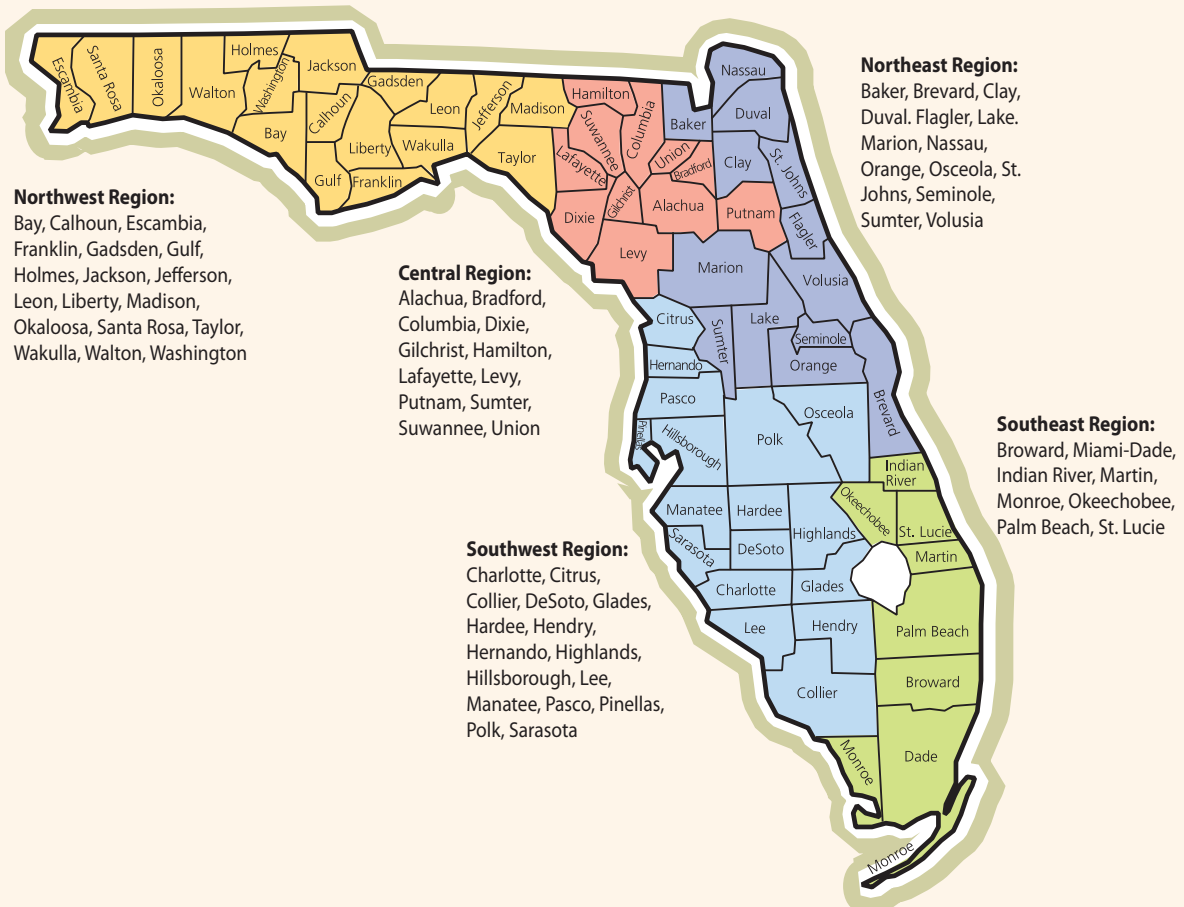 Northwest Region:
Bay, Calhoun, Escambia,
Franklin, Gadsden, Gulf,
Holmes, Jackson, Jefferson,
Leon, Liberty, Madison,
Okaloosa, Santa Rosa, Taylor,
Wakulla, Walton, Washington
Central Region:
Alachua, Bradford,
Columbia, Dixie,
Gilchrist, Hamilton,
Lafayette, Levy,
Putnam, Sumter,
Suwannee, Union
Northeast Region:
Baker, Brevard, Clay,
Duval. Flagler, Lake.
Marion, Nassau,
Orange, Osceola, St.
Johns, Seminole,
Sumter, Volusia
Southeast Region:
Broward, Miami-Dade,
Indian River, Martin,
Monroe, Okeechobee,
Palm Beach, St. Lucie
Southwest Region:
Charlotte, Citrus,
Collier, DeSoto, Glades,
Hardee, Hendry,
Hernando, Highlands,
Hillsborough, Lee,
Manatee, Pasco, Pinellas,
Polk, Sarasota
Escambia
Santa Rosa
Okaloosa
Walton
Holmes
Washington
Jackson
Bay
Calhoun
Gulf
Gadsden
Liberty
Franklin
Leon
Wakulla
Jefferson
Madison
Taylor
Hamilton
Suwannee
Columbia
Lafayette
Dixie
Gilchrist
Union
Bradford
Alachua
Putnam
Levy
Nassau
Duval
Baker
Clay
St. Johns
Flagler
Marion
Volusia
Lake
Sumter
Seminole
Orange
Brevard
Citrus
Hernando
Pasco
Pinellas
Hillsborough
Polk
Osceola
Manatee
Hardee
Highlands
Sarasota
DeSoto
Charlotte
Glades
Lee
Hendry
Collier
Indian
River
Okeechobee
St. Lucie
Martin
Palm Beach
Broward
Dade
Monroe
Monroe